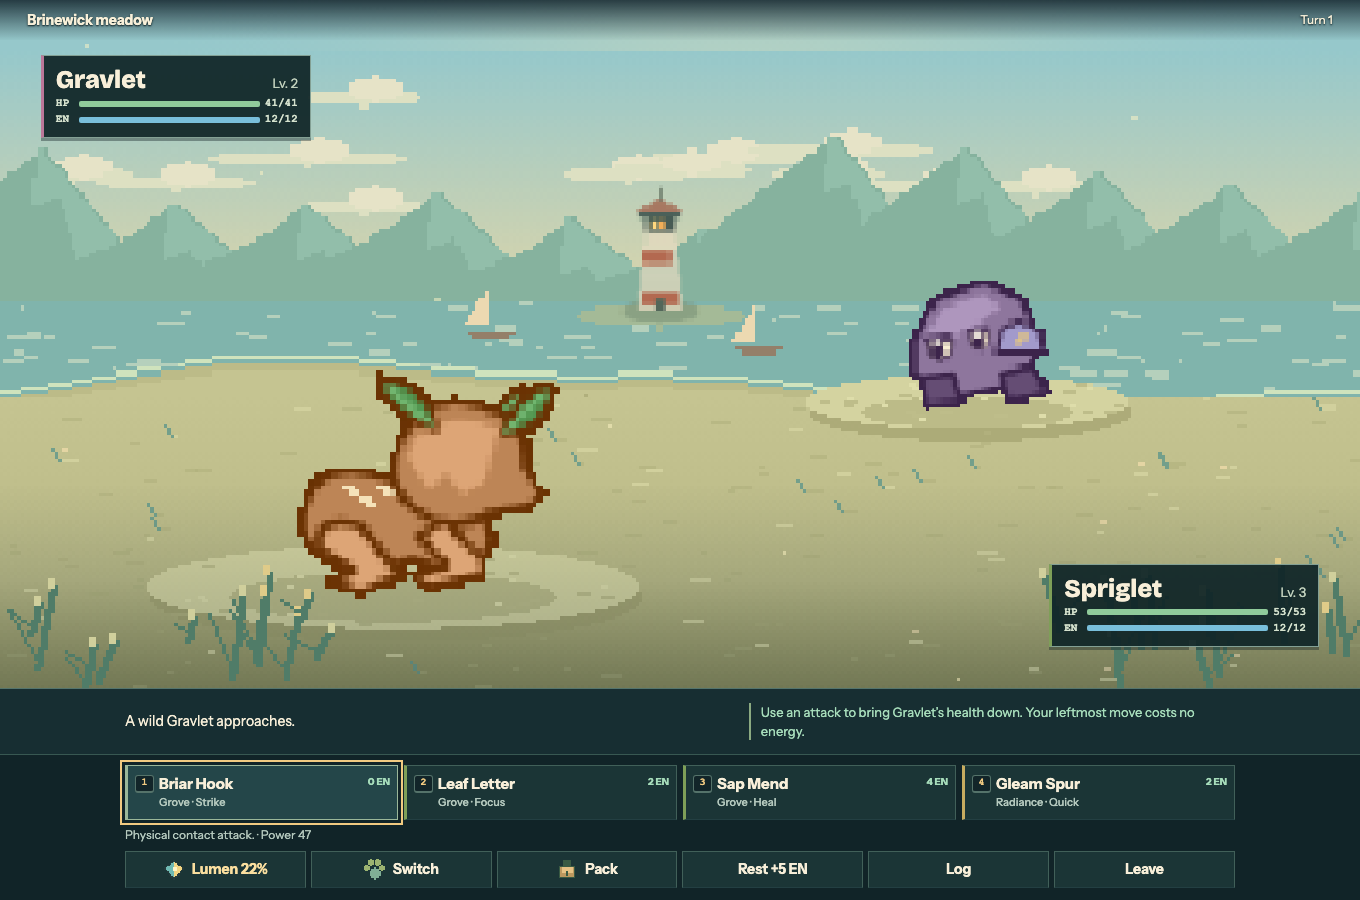 Brinewick meadow
Turn 1
Gravlet
Lv. 2
HP 41/41
EN 12/12
Spriglet
Lv. 3
HP 53/53
EN 12/12
A wild Gravlet approaches.
Use an attack to bring Gravlet's health down. Your leftmost move costs no
energy.
1 Briar Hook 0 EN
Grove · Strike
2 Leaf Letter 2 EN
Grove · Focus
3 Sap Mend 4 EN
Grove · Heal
4 Gleam Spur 2 EN
Radiance · Quick
Physical contact attack. · Power 47
Lumen 22%
Switch
Pack
Rest +5 EN
Log
Leave